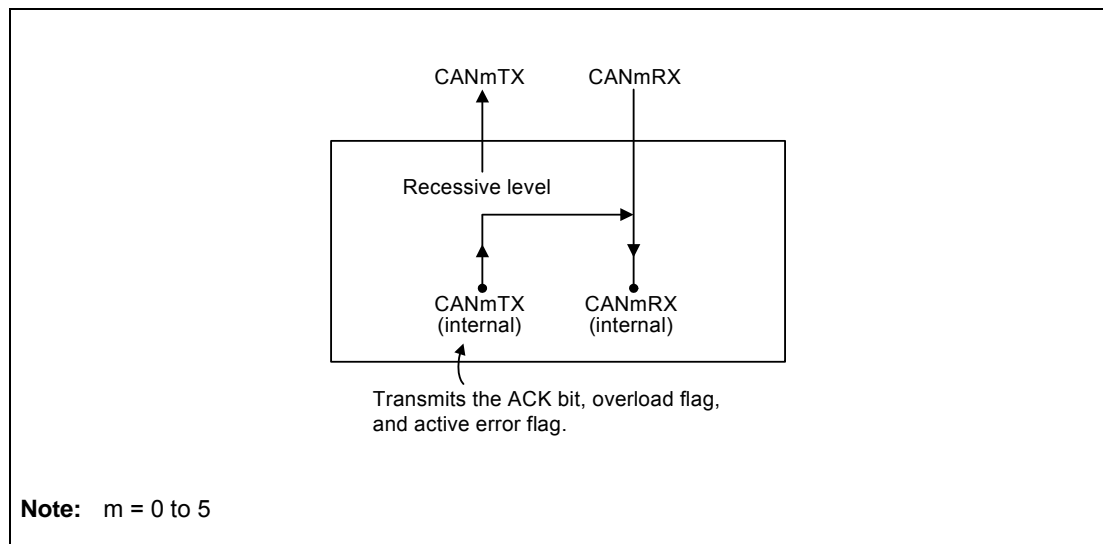 CANmTX CANmRX
Recessive level
CANmTX CANmRX
(internal) (internal)
Transmits the ACK bit, overload flag,
and active error flag.
Note: m = 0 to 5